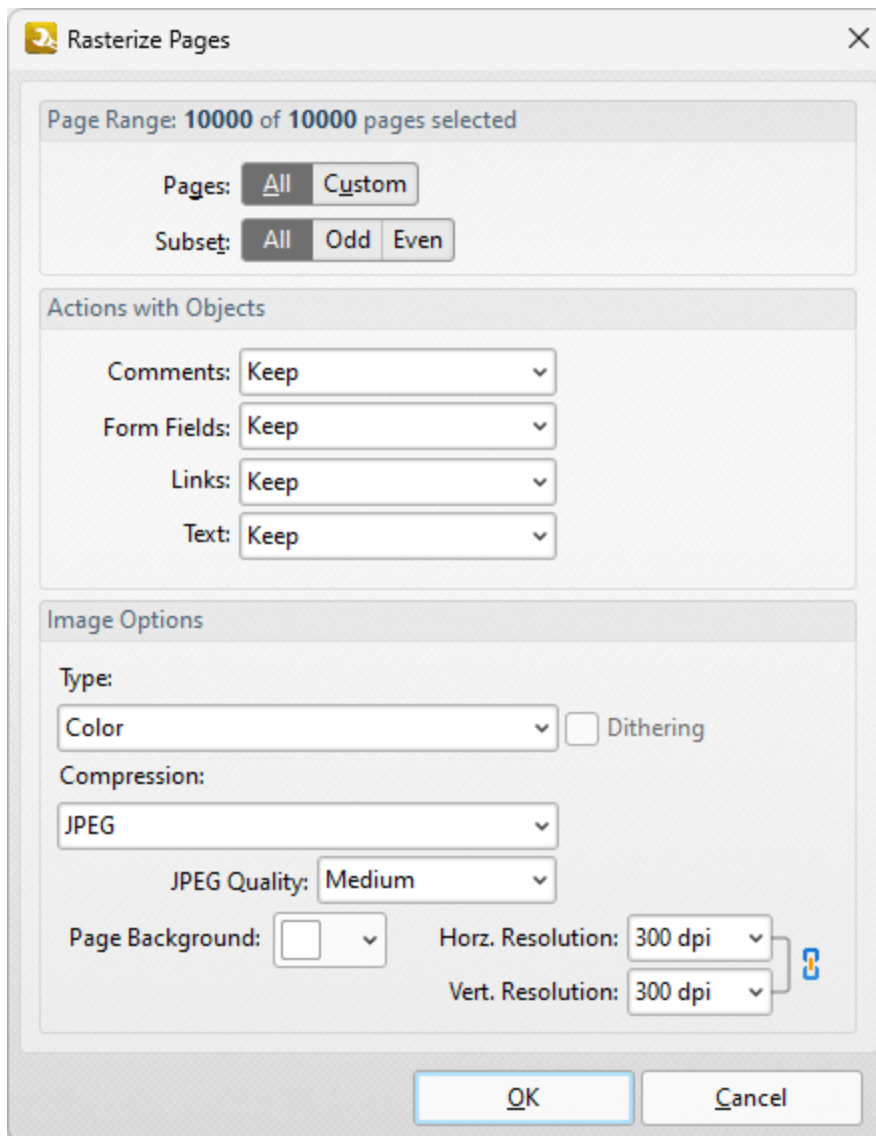 Rasterize Pages
Page Range: 10000 of 10000 pages selected
Pages: All Custom
Subset: All Odd Even
Actions with Objects
Comments: Keep
Form Fields: Keep
Links: Keep
Text: Keep
Image Options
Type:
Color Dithering
Compression:
JPEG
JPEG Quality: Medium
Page Background: Horz. Resolution: 300 dpi
Vert. Resolution: 300 dpi
OK Cancel